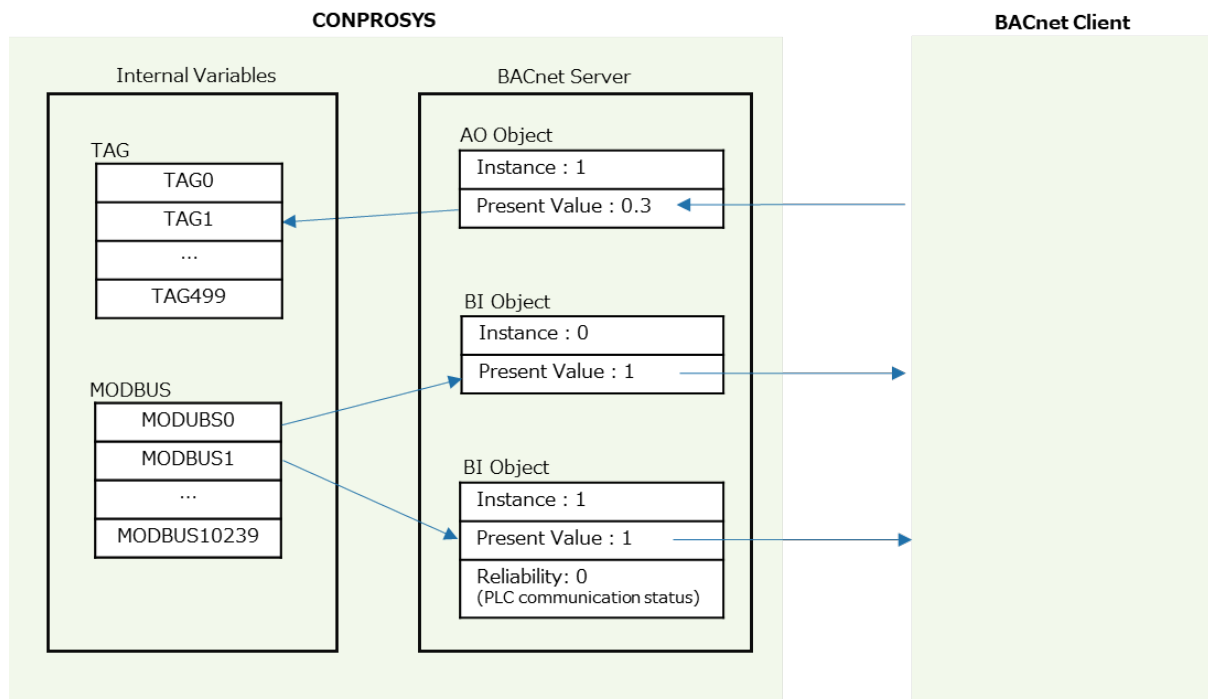 CONPROSYS
BACnet Client
Internal Variables
BACnet Server
TAG
TAG0
TAG1
...
TAG499
MODBUS
MODUBS0
MODBUS1
...
MODBUS10239
AO Object
Instance : 1
Present Value : 0.3
BI Object
Instance : 0
Present Value : 1
BI Object
Instance : 1
Present Value : 1
Reliability: 0
(PLC communication status)